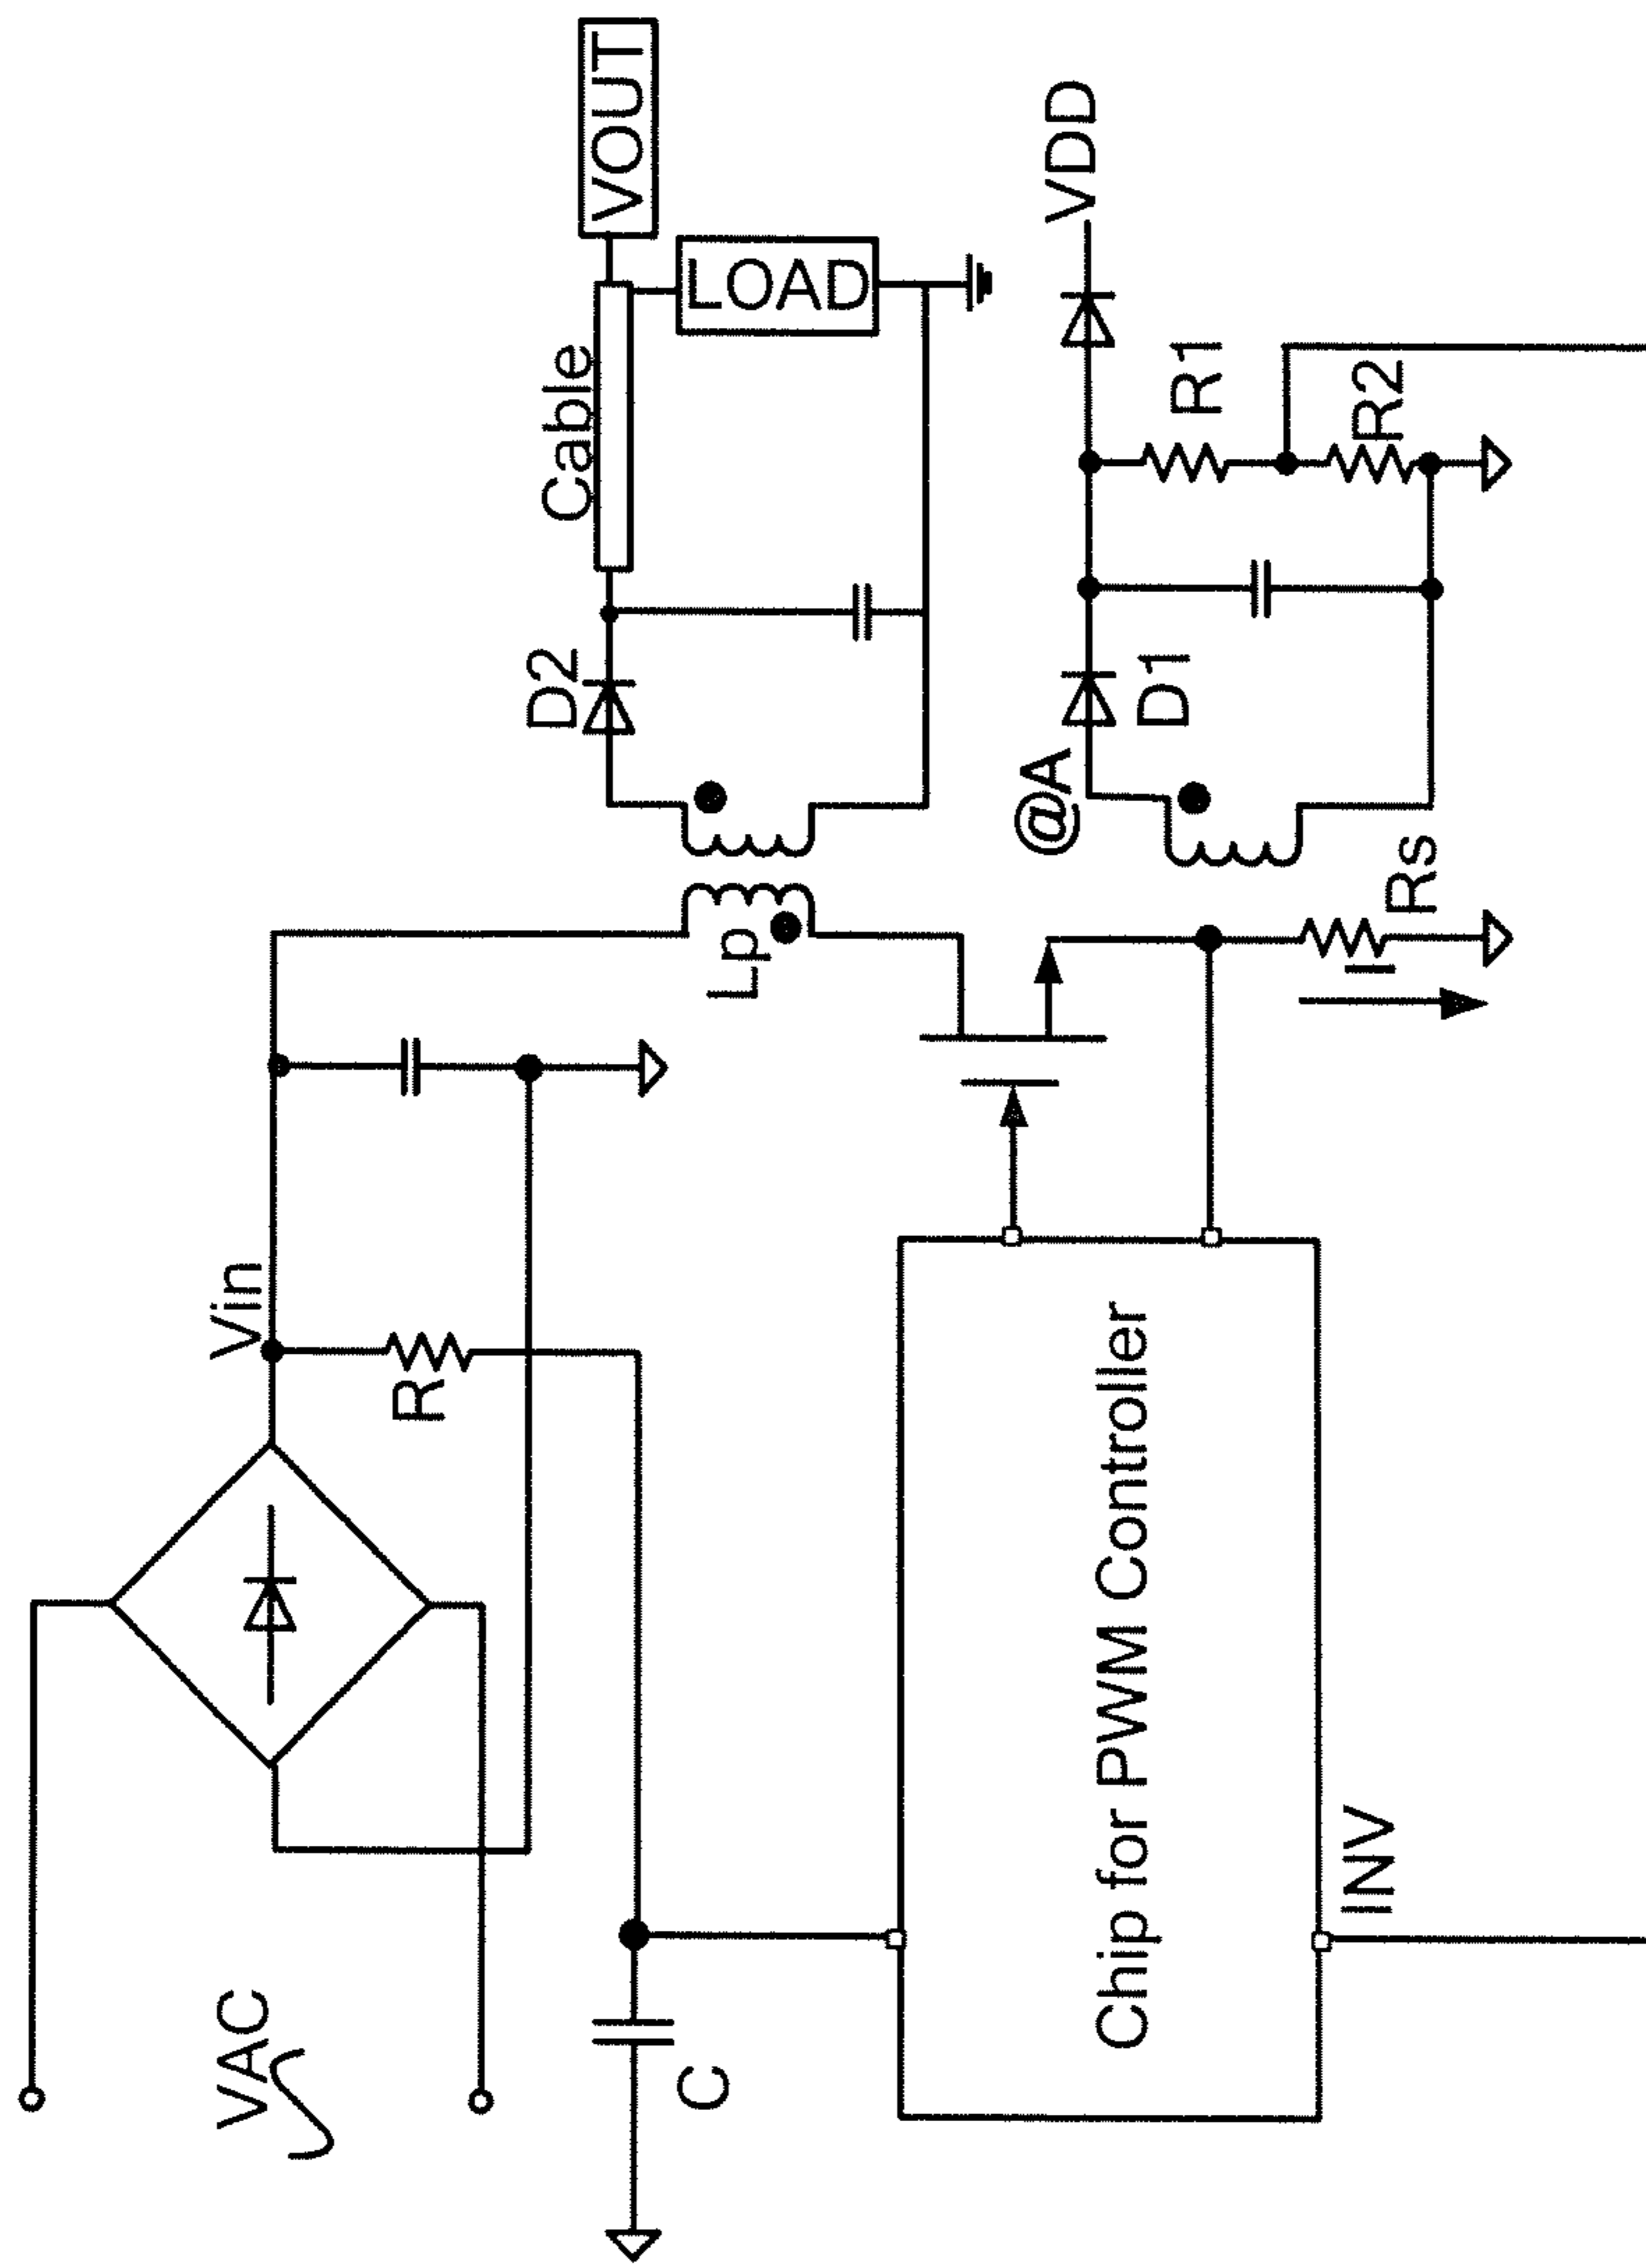 VAC
Vin
R
C
Lp
D2
Cable
VOUT
LOAD
@A
D1
VDD
R1
R2
Rs
I
Chip for PWM Controller
INV